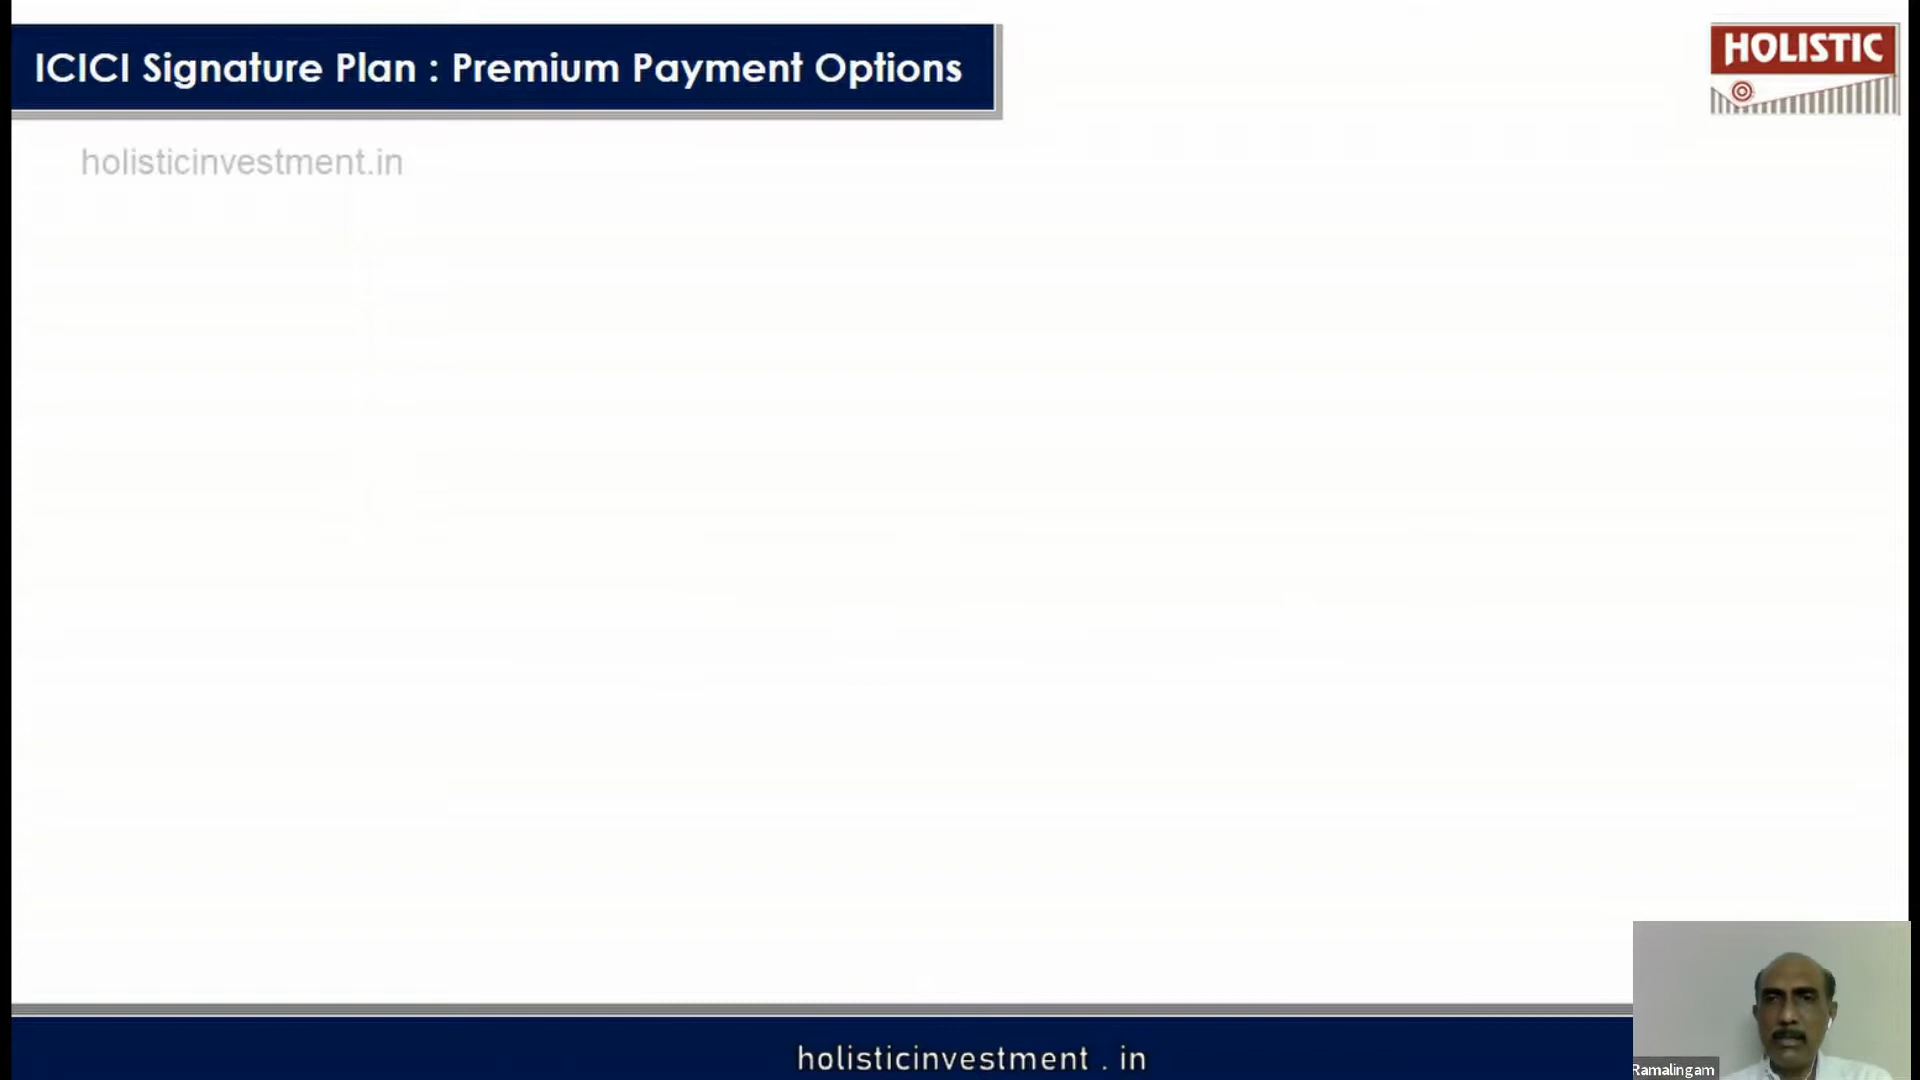 ICICI Signature Plan : Premium Payment Options
HOLISTIC
holisticinvestment.in
holisticinvestment . in
Ramalingam